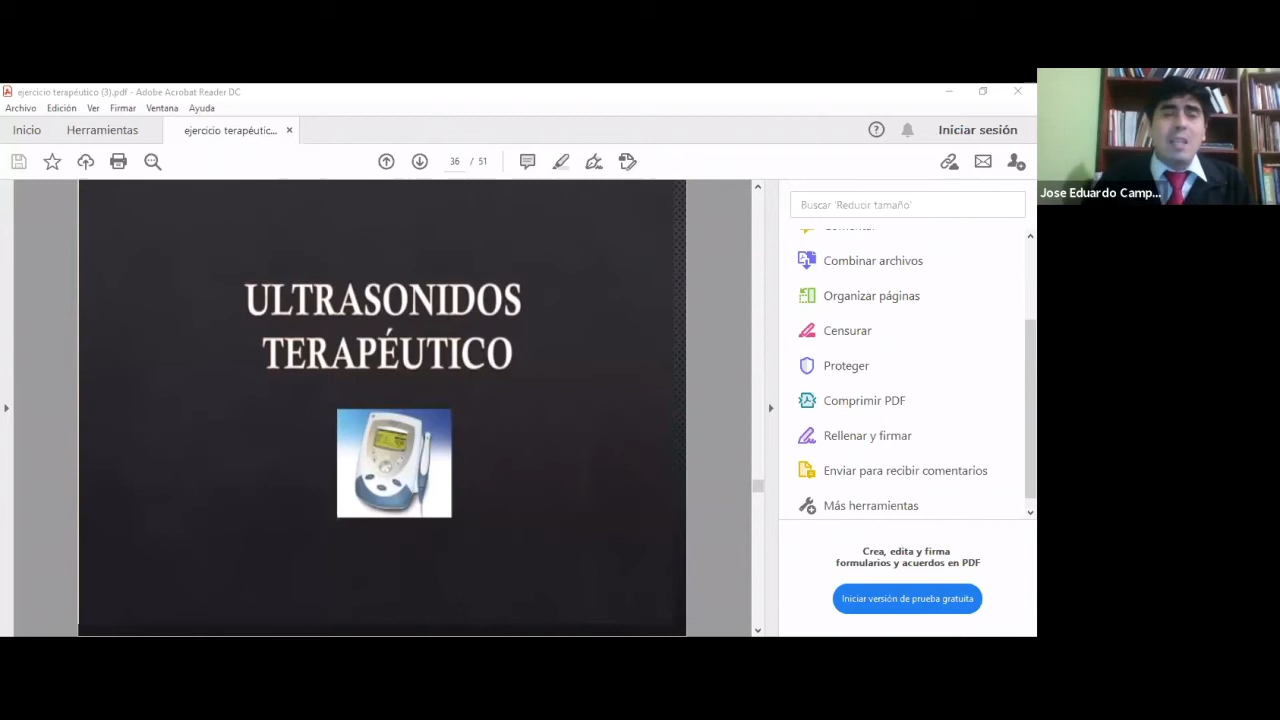 ejercicio terapéutico (3).pdf - Adobe Acrobat Reader DC
Archivo Edición Ver Firmar Ventana Ayuda
Inicio Herramientas ejercicio terapéutic... Iniciar sesión
36 / 51
ULTRASONIDOS
TERAPÉUTICO
Buscar 'Reducir tamaño'
Comentar
Combinar archivos
Organizar páginas
Censurar
Proteger
Comprimir PDF
Rellenar y firmar
Enviar para recibir comentarios
Más herramientas
Crea, edita y firma
formularios y acuerdos en PDF
Iniciar versión de prueba gratuita
Jose Eduardo Camp...